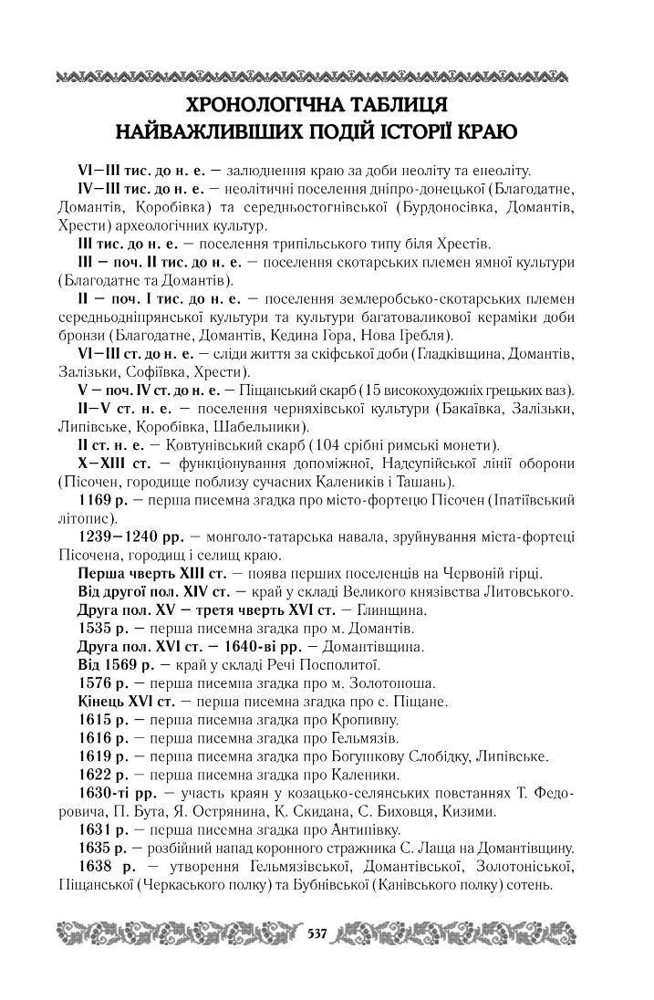 ХРОНОЛОГІЧНА ТАБЛИЦЯ
НАЙВАЖЛИВІШИХ ПОДІЙ ІСТОРІЇ КРАЮ
VI—III тис. до н. е. — залюднення краю за доби неоліту та енеоліту.
IV—III тис. до н. е. — неолітичні поселення дніпро-донецької (Благодатне,
Домантів, Коробівка) та середньостогнівської (Бурдоносівка, Домантів,
Хрести) археологічних культур.
III тис. до н. е. — поселення трипільського типу біля Хрестів.
III — поч. II тис. до н. е. — поселення скотарських племен ямної культури
(Благодатне та Домантів).
II — поч. I тис. до н. е. — поселення землеробсько-скотарських племен
середньодніпрянської культури та культури багатоваликової кераміки доби
бронзи (Благодатне, Домантів, Кедина Гора, Нова Гребля).
VI—III ст. до н. е. — сліди життя за скіфської доби (Гладківщина, Домантів,
Залізьки, Софіївка, Хрести).
V — поч. IV ст. до н. е. — Піщанський скарб (15 високохудожніх грецьких ваз).
II—V ст. н. е. — поселення черняхівської культури (Бакаївка, Залізьки,
Липівське, Коробівка, Шабельники).
II ст. н. е. — Ковтунівський скарб (104 срібні римські монети).
X—XIII ст. — функціонування допоміжної, Надсупійської лінії оборони
(Пісочен, городище поблизу сучасних Калеників і Ташань).
1169 р. — перша писемна згадка про місто-фортецю Пісочен (Іпатіївський
літопис).
1239—1240 рр. — монголо-татарська навала, зруйнування міста-фортеці
Пісочена, городищ і селищ краю.
Перша чверть XIII ст. — поява перших поселенців на Червоній гірці.
Від другої пол. XIV ст. — край у складі Великого князівства Литовського.
Друга пол. XV — третя чверть XVI ст. — Глинщина.
1535 р. — перша писемна згадка про м. Домантів.
Друга пол. XVI ст. — 1640-ві рр. — Домантівщина.
Від 1569 р. — край у складі Речі Посполитої.
1576 р. — перша писемна згадка про м. Золотоноша.
Кінець XVI ст. — перша писемна згадка про с. Піщане.
1615 р. — перша писемна згадка про Кропивну.
1616 р. — перша писемна згадка про Гельмязів.
1619 р. — перша писемна згадка про Богушкову Слобідку, Липівське.
1622 р. — перша писемна згадка про Каленики.
1630-ті рр. — участь краян у козацько-селянських повстаннях Т. Федо-
ровича, П. Бута, Я. Острянина, К. Скидана, С. Биховця, Кизими.
1631 р. — перша писемна згадка про Антипівку.
1635 р. — розбійний напад коронного стражника С. Лаща на Домантівщину.
1638 р. — утворення Гельмязівської, Домантівської, Золотоніської,
Піщанської (Черкаського полку) та Бубнівської (Канівського полку) сотень.
537